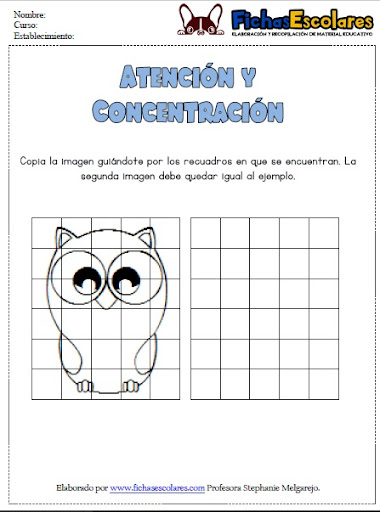 Nombre:
Curso:
Establecimiento:
FichasEscolares
ELABORACIÓN Y RECOPILACIÓN DE MATERIAL EDUCATIVO
Atención y
Concentración
Copia la imagen guiándote por los recuadros en que se encuentran. La
segunda imagen debe quedar igual al ejemplo.
Elaborado por www.fichasescolares.com Profesora Stephanie Melgarejo.